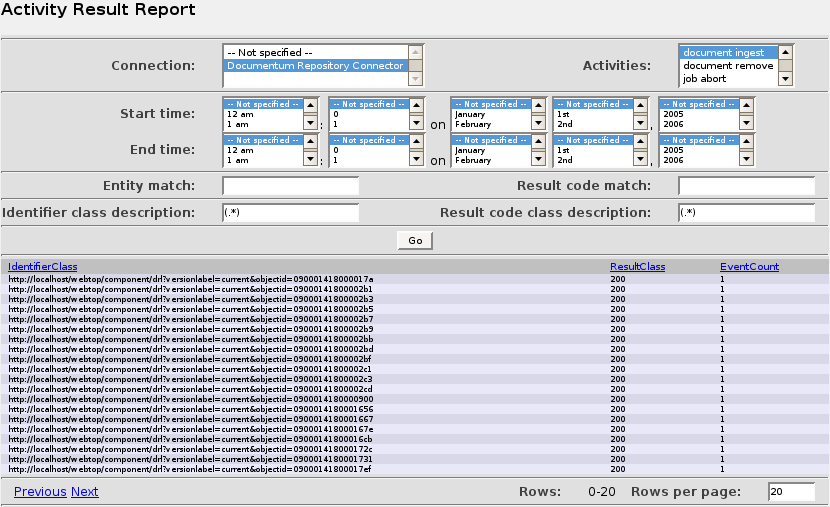 Activity Result Report
Connection: -- Not specified -- Activities: document ingest
Documentum Repository Connector document remove
job abort
Start time: -- Not specified -- -- Not specified -- -- Not specified -- -- Not specified -- -- Not specified --
12 am 0 January 1st 2005
1 am : 1 on February 2nd , 2006
End time: -- Not specified -- -- Not specified -- -- Not specified -- -- Not specified -- -- Not specified --
12 am 0 January 1st 2005
1 am : 1 on February 2nd , 2006
Entity match: Result code match:
Identifier class description: (.*) Result code class description: (.*)
Go
IdentifierClass ResultClass EventCount
http://localhost/webtop/component/drl?versionlabel=current&objectid=090001418000017a 200 1
http://localhost/webtop/component/drl?versionlabel=current&objectid=09000141800002b1 200 1
http://localhost/webtop/component/drl?versionlabel=current&objectid=09000141800002b3 200 1
http://localhost/webtop/component/drl?versionlabel=current&objectid=09000141800002b5 200 1
http://localhost/webtop/component/drl?versionlabel=current&objectid=09000141800002b7 200 1
http://localhost/webtop/component/drl?versionlabel=current&objectid=09000141800002b9 200 1
http://localhost/webtop/component/drl?versionlabel=current&objectid=09000141800002bb 200 1
http://localhost/webtop/component/drl?versionlabel=current&objectid=09000141800002bd 200 1
http://localhost/webtop/component/drl?versionlabel=current&objectid=09000141800002bf 200 1
http://localhost/webtop/component/drl?versionlabel=current&objectid=09000141800002c1 200 1
http://localhost/webtop/component/drl?versionlabel=current&objectid=09000141800002c3 200 1
http://localhost/webtop/component/drl?versionlabel=current&objectid=09000141800002cd 200 1
http://localhost/webtop/component/drl?versionlabel=current&objectid=0900014180000900 200 1
http://localhost/webtop/component/drl?versionlabel=current&objectid=0900014180001656 200 1
http://localhost/webtop/component/drl?versionlabel=current&objectid=0900014180001667 200 1
http://localhost/webtop/component/drl?versionlabel=current&objectid=090001418000167e 200 1
http://localhost/webtop/component/drl?versionlabel=current&objectid=09000141800016cb 200 1
http://localhost/webtop/component/drl?versionlabel=current&objectid=090001418000172c 200 1
http://localhost/webtop/component/drl?versionlabel=current&objectid=0900014180001731 200 1
http://localhost/webtop/component/drl?versionlabel=current&objectid=09000141800017ef 200 1
Previous Next Rows: 0-20 Rows per page: 20